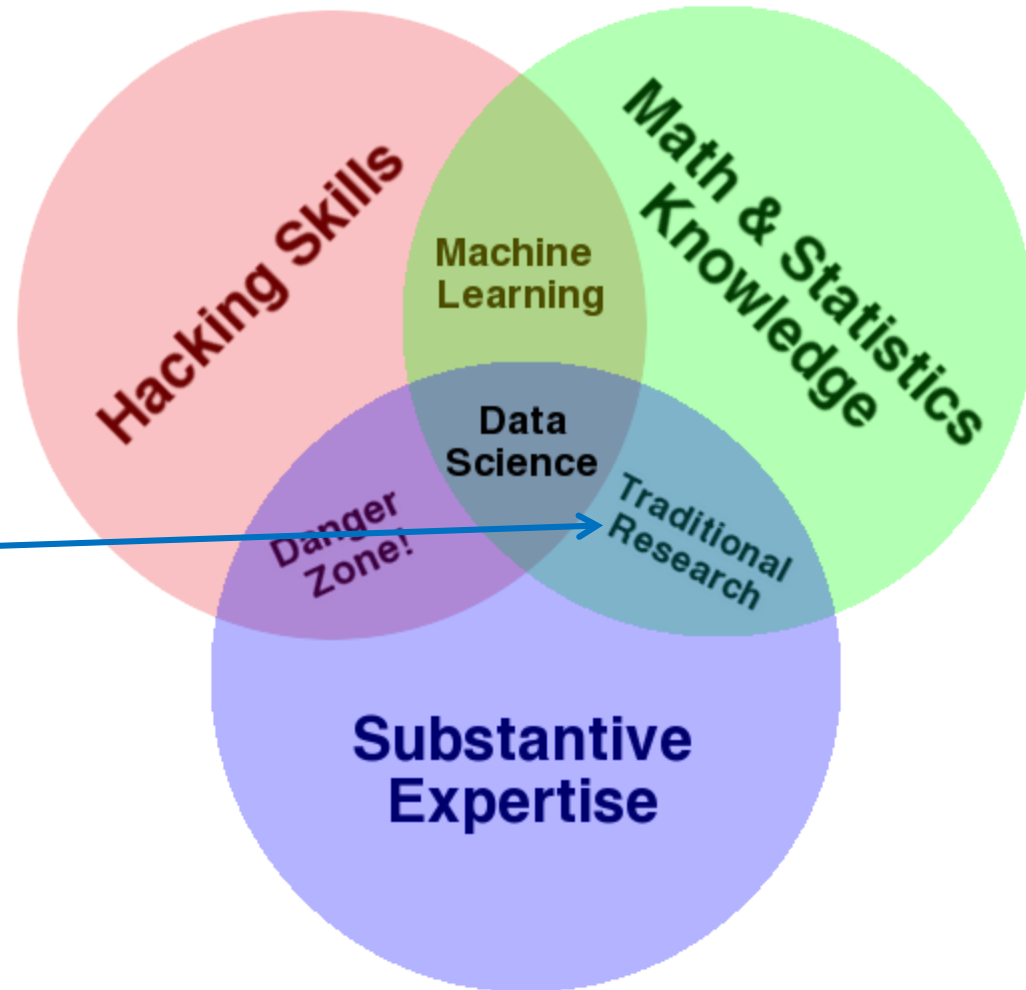 Hacking Skills
Math & Statistics
Knowledge
Machine
Learning
Data
Science
Danger
Zone!
Traditional
Research
Substantive
Expertise